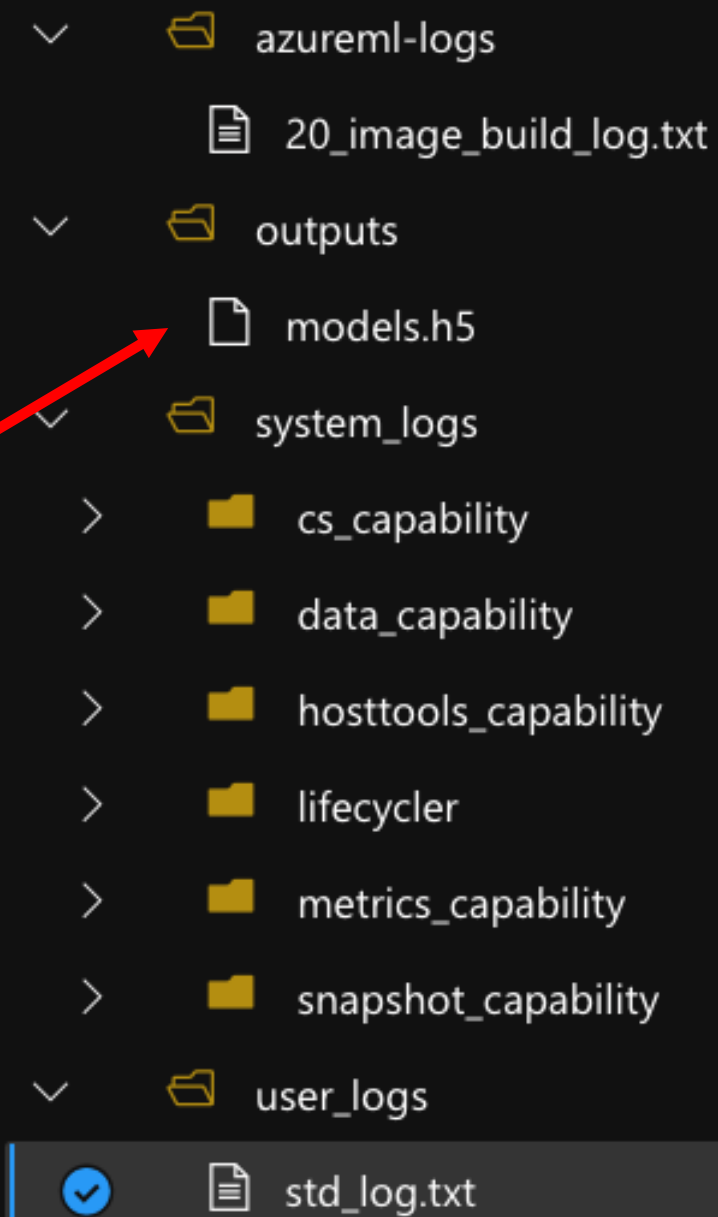 azureml-logs
20_image_build_log.txt
outputs
models.h5
system_logs
cs_capability
data_capability
hosttools_capability
lifecycler
metrics_capability
snapshot_capability
user_logs
std_log.txt